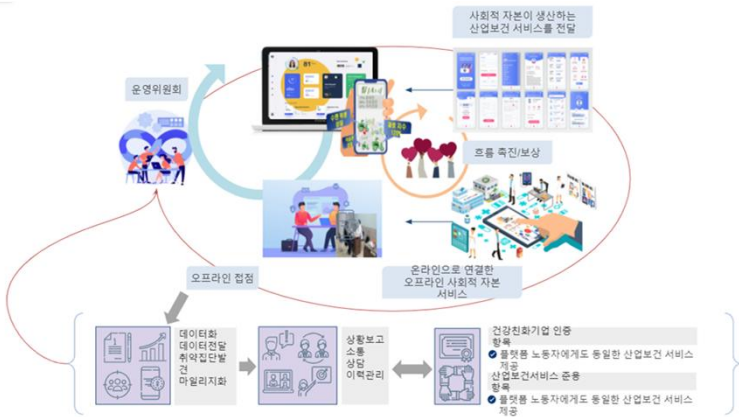 사회적 자본이 생산하는
산업보건 서비스를 전달
운영위원회
81
흐름 촉진/보상
오프라인 접점
온라인으로 연결한
오프라인 사회적 자본
서비스
데이터화
데이터전달
취약집단발
견
마일리지화
상황보고
소통
상담
이력관리
건강친화기업 인증
항목
플랫폼 노동자에게도 동일한 산업보건 서비스
제공
산업보건서비스 준용
항목
플랫폼 노동자에게도 동일한 산업보건 서비스
제공